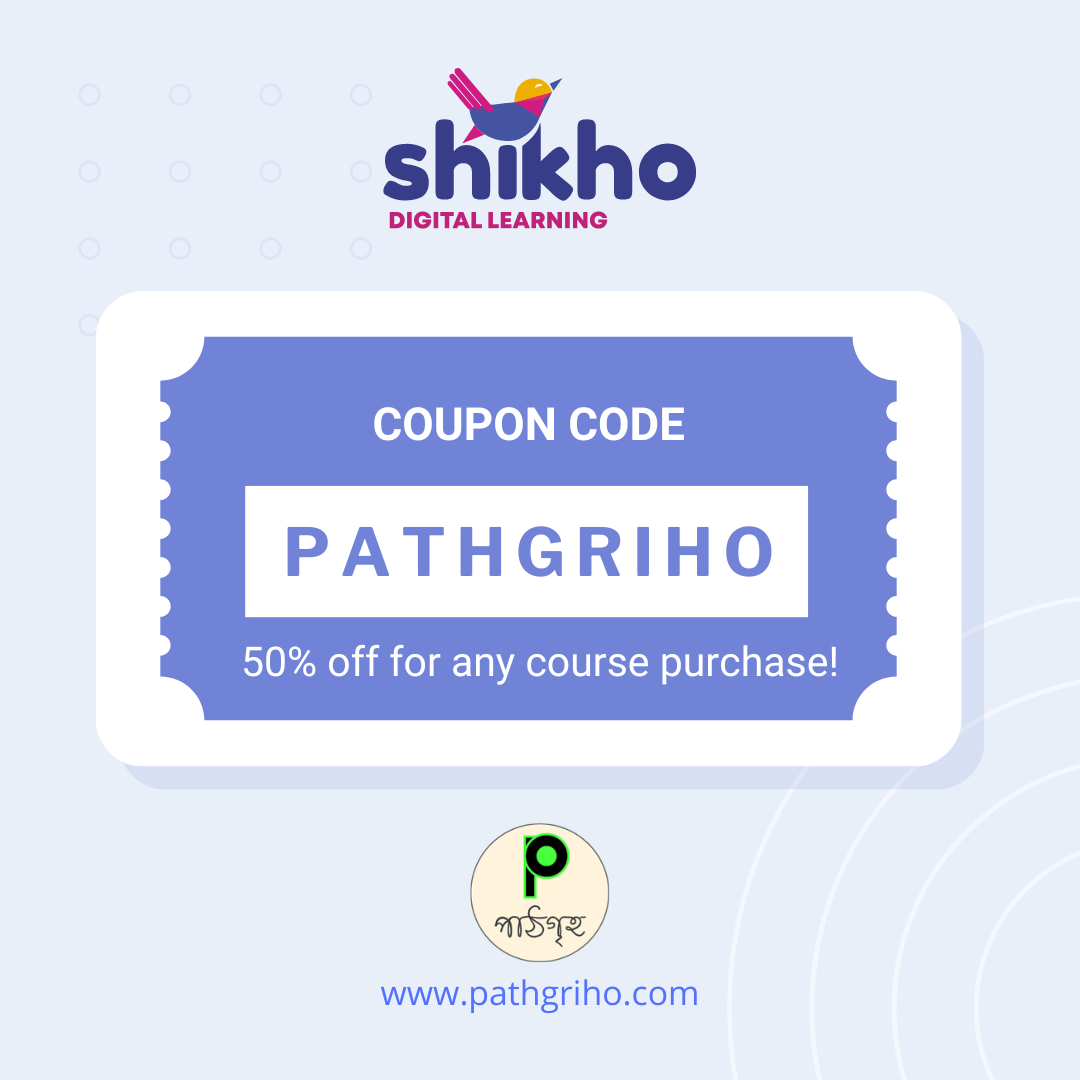 shikho
DIGITAL LEARNING
COUPON CODE
PATHGRIHO
50% off for any course purchase!
P
পাঠগৃহ
www.pathgriho.com